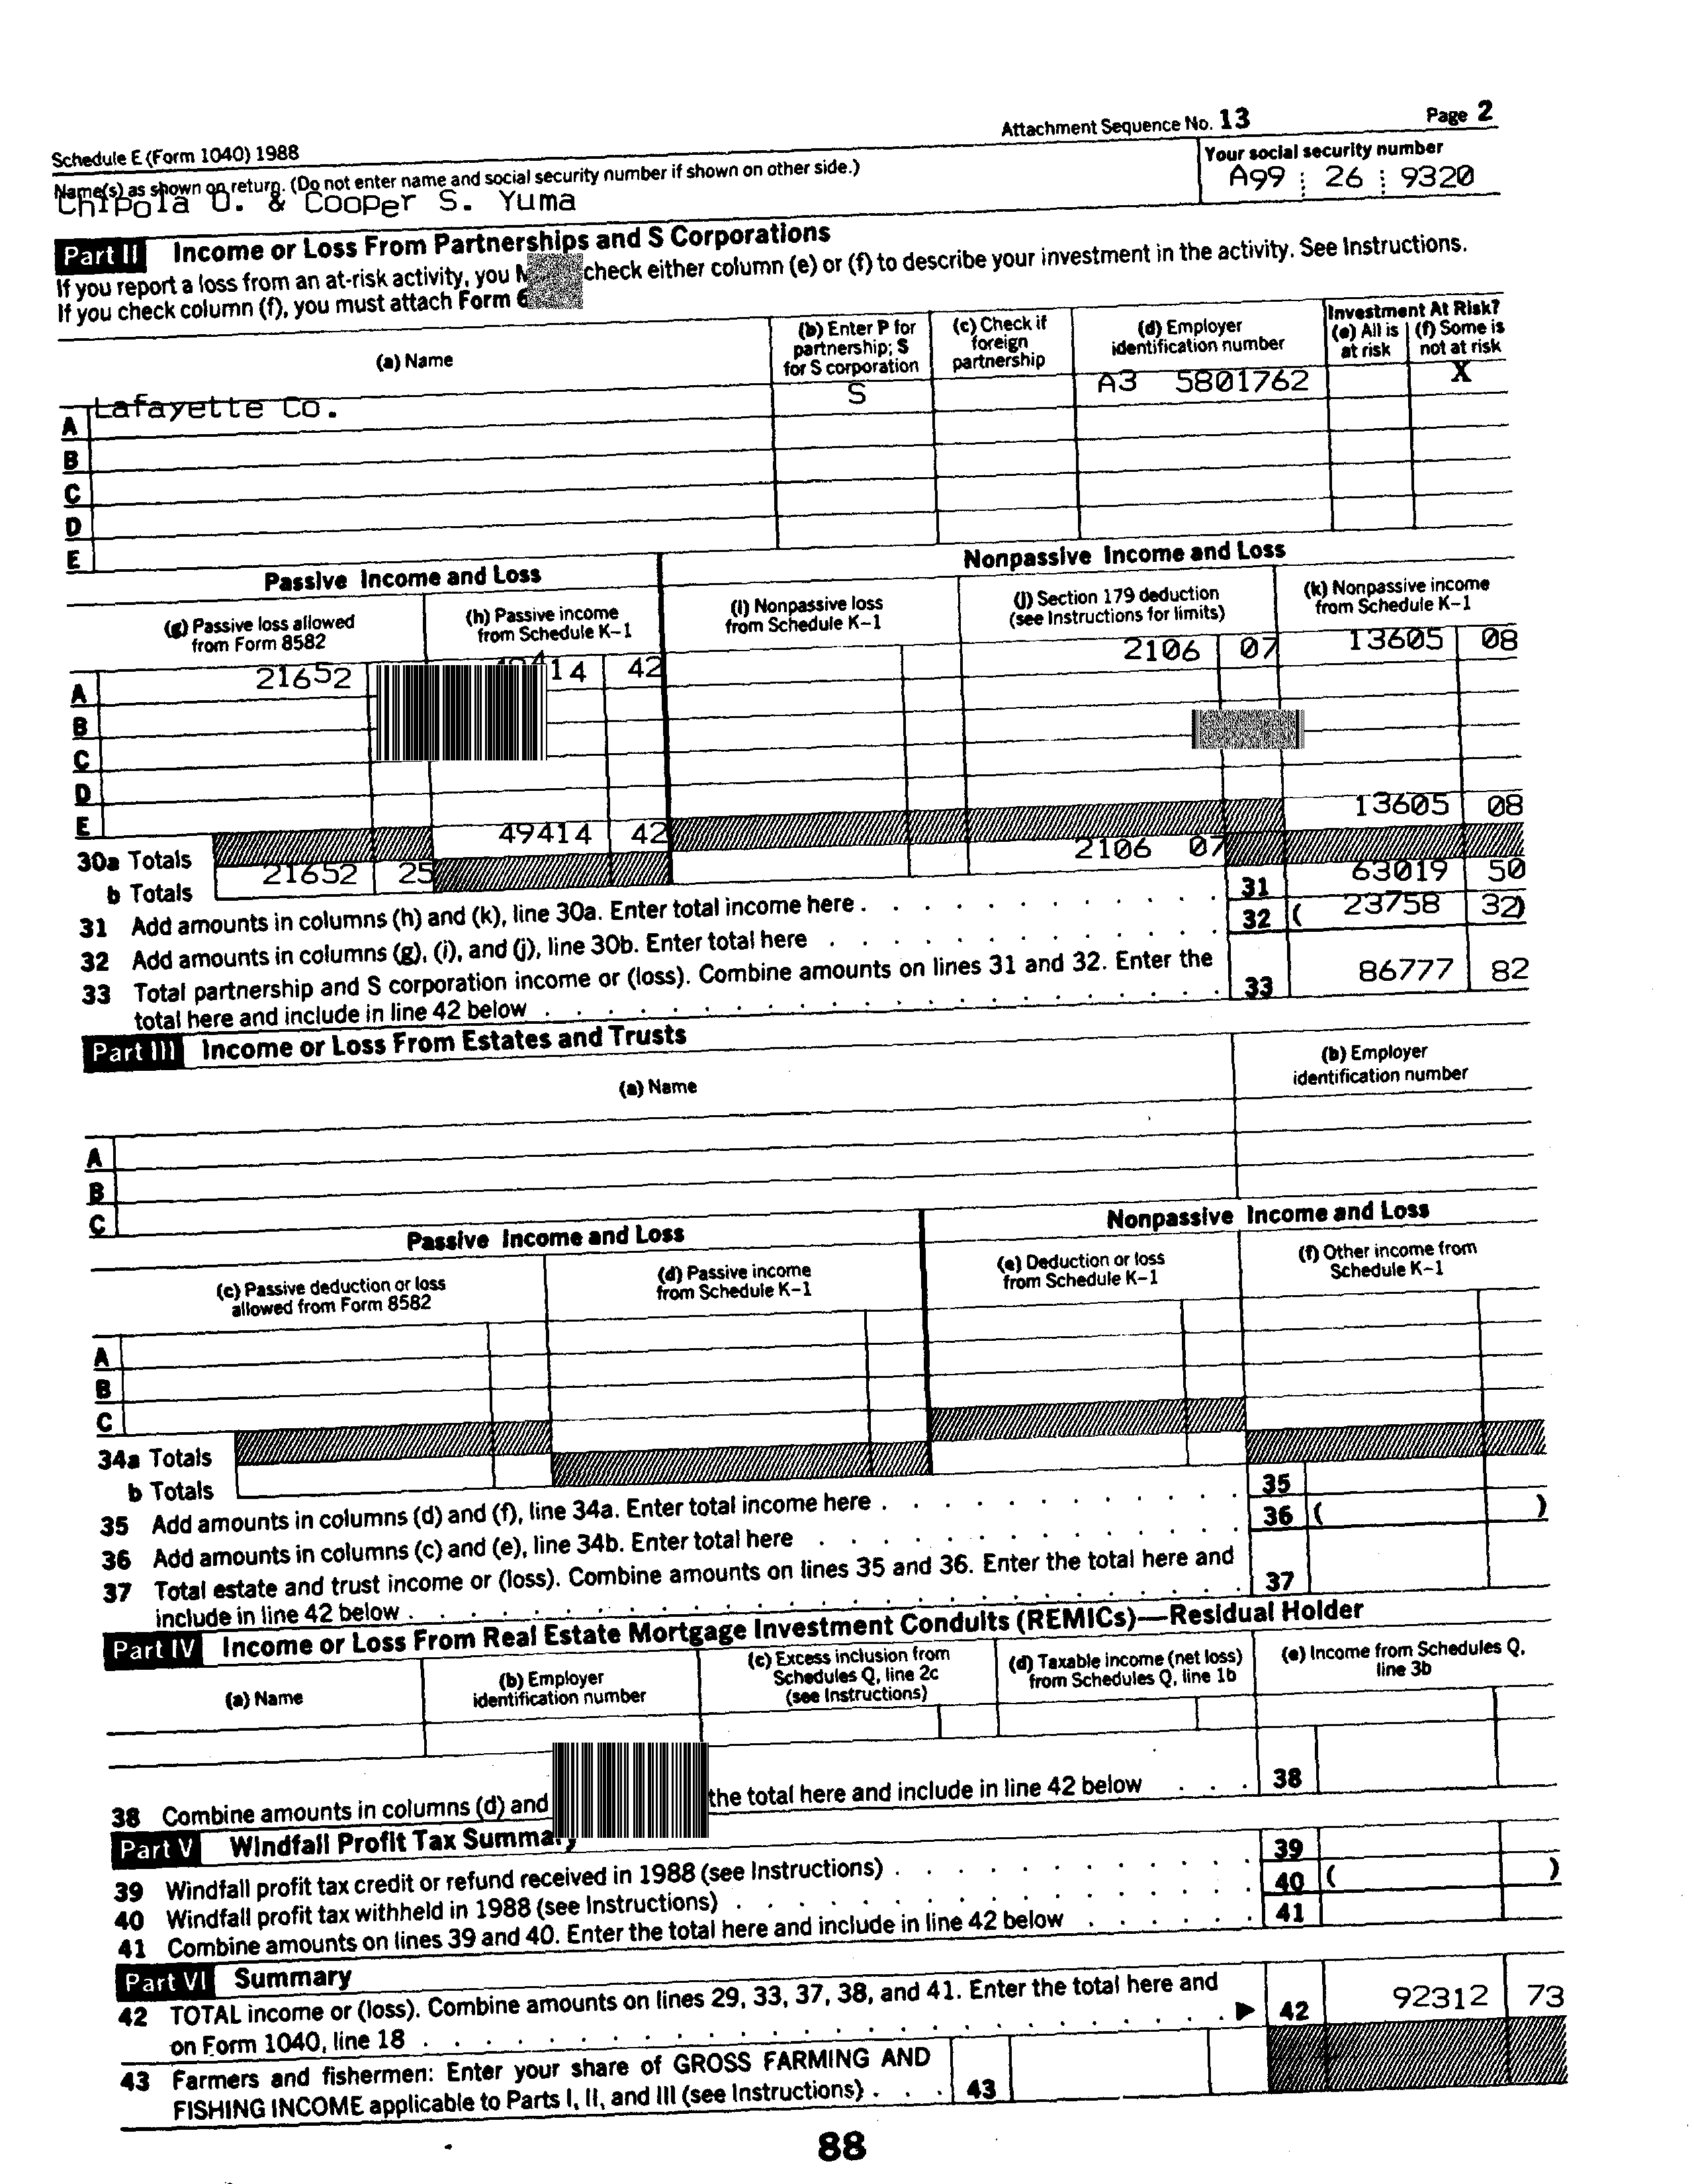 Attachment Sequence No. 13 Page 2
Schedule E (Form 1040) 1988
Name(s) as shown on return. (Do not enter name and social security number if shown on other side.) Your social security number
Chipola O. & Cooper S. Yuma A99 26 9320
Part II Income or Loss From Partnerships and S Corporations
If you report a loss from an at-risk activity, you check either column (e) or (f) to describe your investment in the activity. See Instructions.
If you check column (f), you must attach Form
(a) Name (b) Enter P for partnership; S for S corporation (c) Check if foreign partnership (d) Employer identification number Investment At Risk? (e) All is at risk (f) Some is not at risk
A Lafayette Co. S A3 5801762 X
B
C
D
E
Passive Income and Loss Nonpassive Income and Loss
(g) Passive loss allowed from Form 8582 (h) Passive income from Schedule K-1 (i) Nonpassive loss from Schedule K-1 (j) Section 179 deduction (see Instructions for limits) (k) Nonpassive income from Schedule K-1
A 21652 42 2106 07 13605 08
B
C
D
E
30a Totals 49414 42 13605 08
b Totals 21652 25 2106 07
31 Add amounts in columns (h) and (k), line 30a. Enter total income here 31 63019 50
32 Add amounts in columns (g), (i), and (j), line 30b. Enter total here 32 ( 23758 32)
33 Total partnership and S corporation income or (loss). Combine amounts on lines 31 and 32. Enter the
total here and include in line 42 below 33 86777 82
Part III Income or Loss From Estates and Trusts
(a) Name (b) Employer identification number
A
B
C
Passive Income and Loss Nonpassive Income and Loss
(c) Passive deduction or loss allowed from Form 8582 (d) Passive income from Schedule K-1 (e) Deduction or loss from Schedule K-1 (f) Other income from Schedule K-1
A
B
C
34a Totals
b Totals
35 Add amounts in columns (d) and (f), line 34a. Enter total income here 35
36 Add amounts in columns (c) and (e), line 34b. Enter total here 36 ( )
37 Total estate and trust income or (loss). Combine amounts on lines 35 and 36. Enter the total here and
include in line 42 below 37
Part IV Income or Loss From Real Estate Mortgage Investment Conduits (REMICs)—Residual Holder
(a) Name (b) Employer identification number (c) Excess inclusion from Schedules Q, line 2c (see Instructions) (d) Taxable income (net loss) from Schedules Q, line 1b (e) Income from Schedules Q, line 3b
38 Combine amounts in columns (d) and the total here and include in line 42 below 38
Part V Windfall Profit Tax Summary
39 Windfall profit tax credit or refund received in 1988 (see Instructions) 39
40 Windfall profit tax withheld in 1988 (see Instructions) 40 ( )
41 Combine amounts on lines 39 and 40. Enter the total here and include in line 42 below 41
Part VI Summary
42 TOTAL income or (loss). Combine amounts on lines 29, 33, 37, 38, and 41. Enter the total here and
on Form 1040, line 18 42 92312 73
43 Farmers and fishermen: Enter your share of GROSS FARMING AND
FISHING INCOME applicable to Parts I, II, and III (see Instructions) 43
88